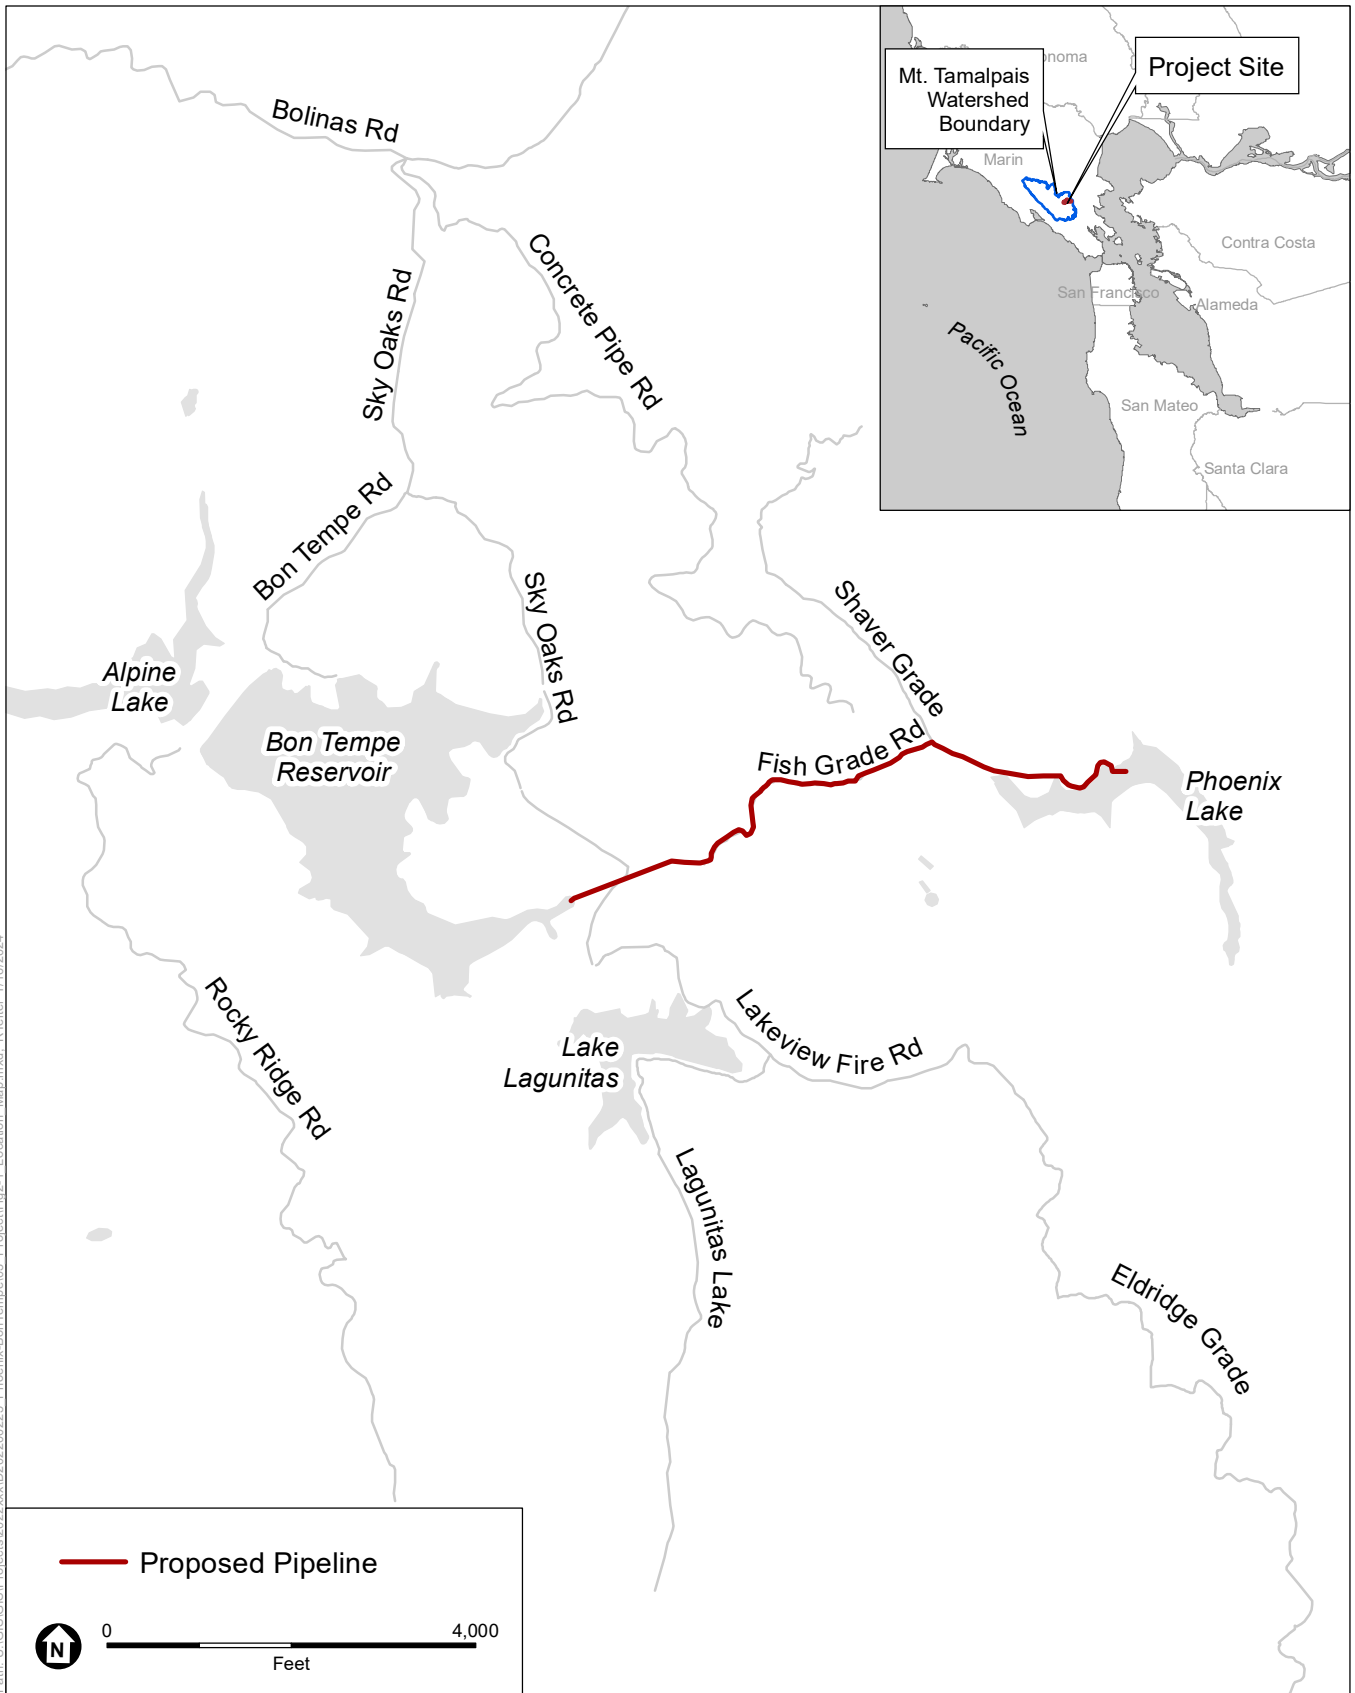 Bolinas Rd
Mt. Tamalpais
Watershed
Boundary
Project Site
onoma
Marin
Contra Costa
San Francisco
Alameda
Pacific Ocean
San Mateo
Santa Clara
Sky Oaks Rd
Concrete Pipe Rd
Bon Tempe Rd
Sky Oaks Rd
Shaver Grade
Alpine
Lake
Bon Tempe
Reservoir
Fish Grade Rd
Phoenix
Lake
Rocky Ridge Rd
Lake
Lagunitas
Lakeview Fire Rd
Lagunitas Lake
Eldridge Grade
Proposed Pipeline
N
0
4,000
Feet